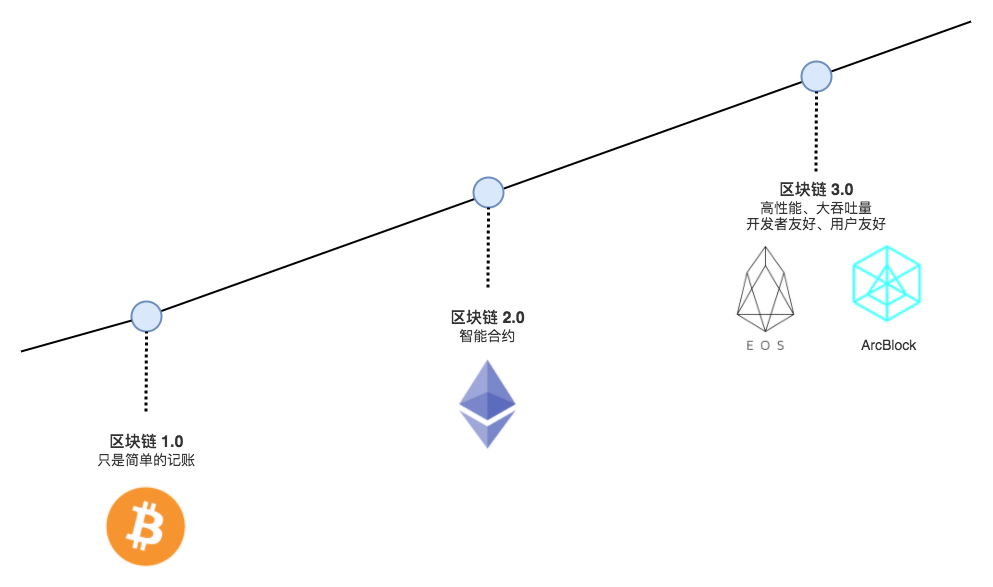 区块链 3.0
高性能、大吞吐量
开发者友好、用户友好
EOS
ArcBlock
区块链 2.0
智能合约
区块链 1.0
只是简单的记账